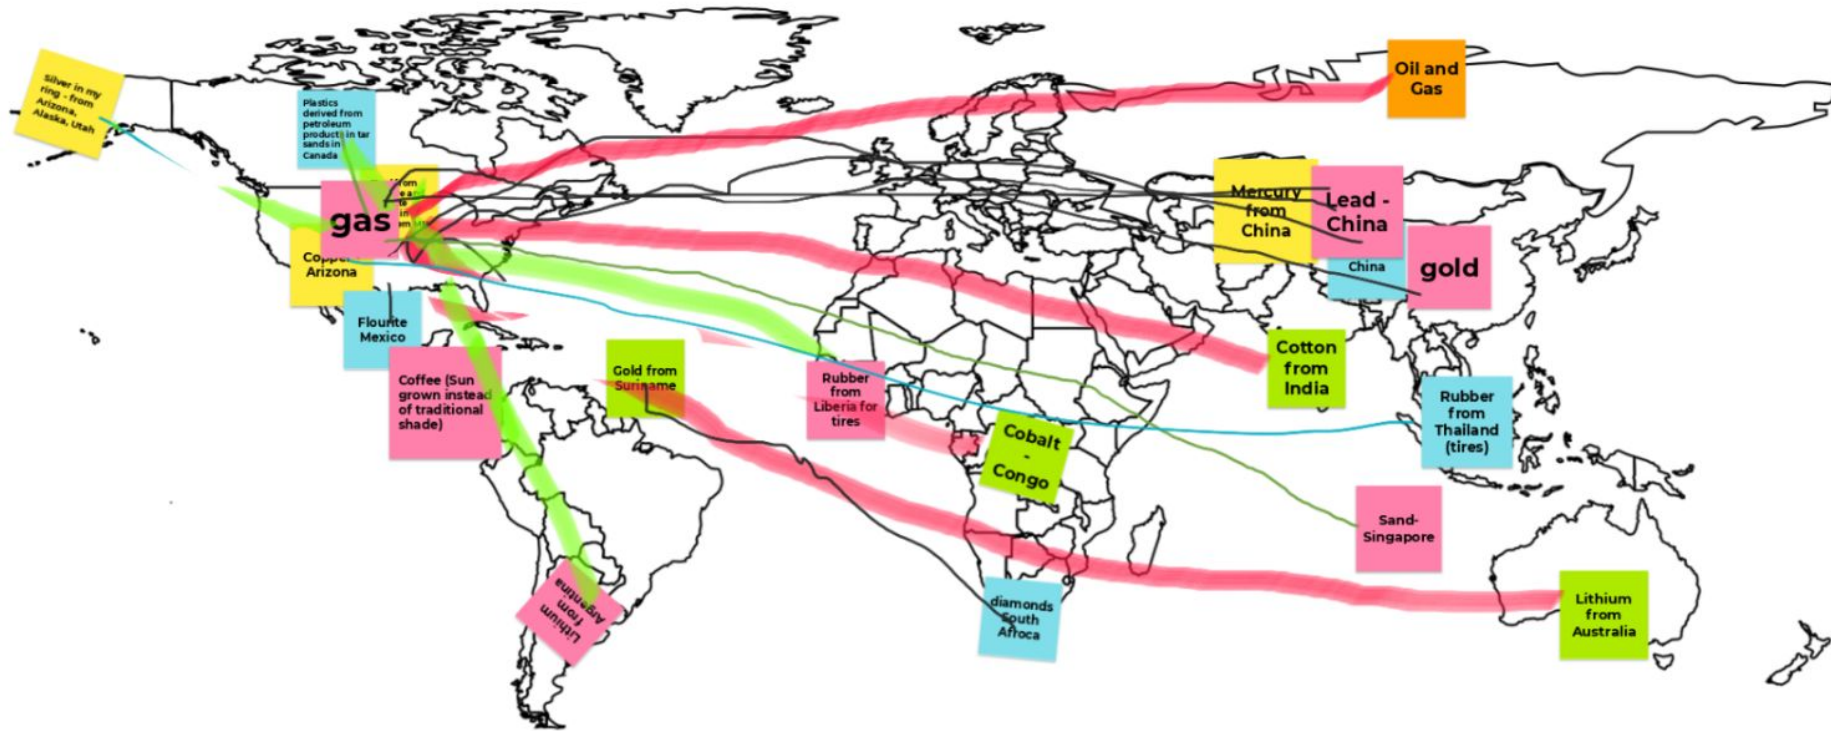 Silver in my
ring - from
Arizona,
Alaska, Utah
Plastics
derived from
petroleum
products in tar
sands in
Canada
from
in
gas
Copper -
Arizona
Flourite
Mexico
Coffee (Sun
grown instead
of traditional
shade)
Gold from
Suriname
Lithium
from
Argentina
Rubber
from
Liberia for
tires
Cobalt
-
Congo
diamonds
South
Afroca
Oil and
Gas
Mercury
from
China
Lead -
China
China
gold
Cotton
from
India
Rubber
from
Thailand
(tires)
Sand-
Singapore
Lithium
from
Australia